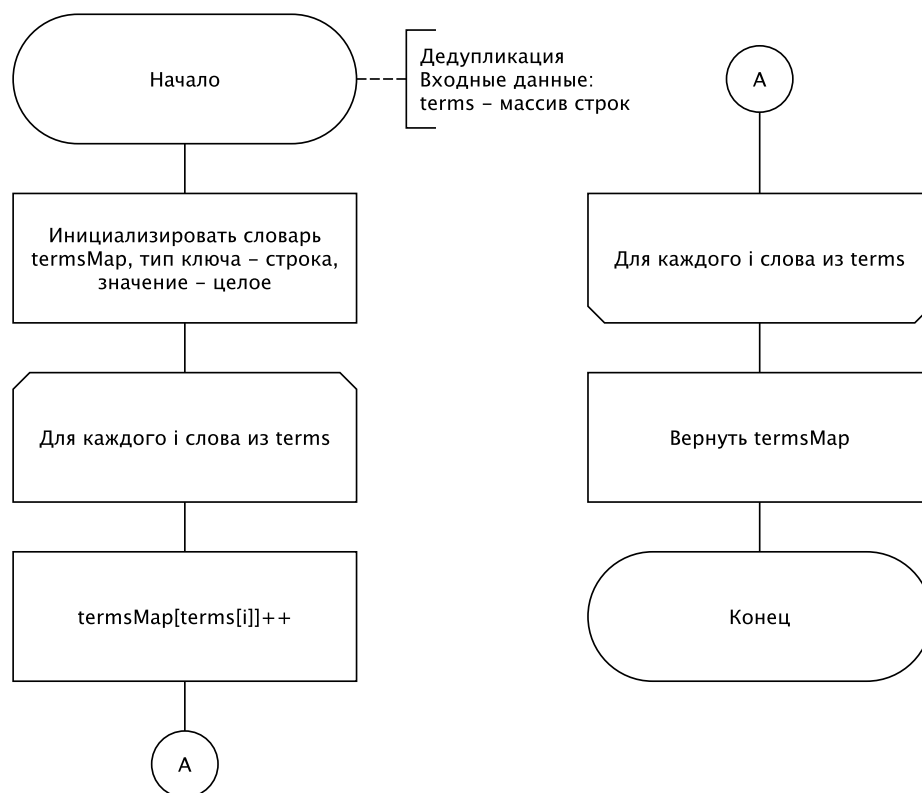 Начало
Дедупликация
Входные данные:
terms – массив строк
Инициализировать словарь
termsMap, тип ключа – строка,
значение – целое
Для каждого i слова из terms
termsMap[terms[i]]++
A
A
Для каждого i слова из terms
Вернуть termsMap
Конец